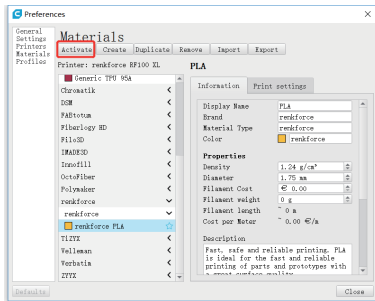 Preferences
General
Settings
Printers
Materials
Profiles
Materials
Activate Create Duplicate Remove Import Export
Printer: renkforce RF100 XL
PLA
Generic TPU 95A
Chromatik
DSM
FABtotum
Fiberlogy HD
Filo3D
IMADE3D
Innofill
OctoFiber
Polymaker
renkforce
renkforce
renkforce PLA
TiZYX
Velleman
Verbatim
ZYYX
Information Print settings
Display Name PLA
Brand renkforce
Material Type renkforce
Color renkforce
Properties
Density 1.24 g/cm³
Diameter 1.75 mm
Filament Cost € 0.00
Filament weight 0 g
Filament length ~ 0 m
Cost per Meter ~ 0.00 €/m
Description
Fast, safe and reliable printing. PLA
is ideal for the fast and reliable
printing of parts and prototypes with
a great surface quality.
Defaults
Close